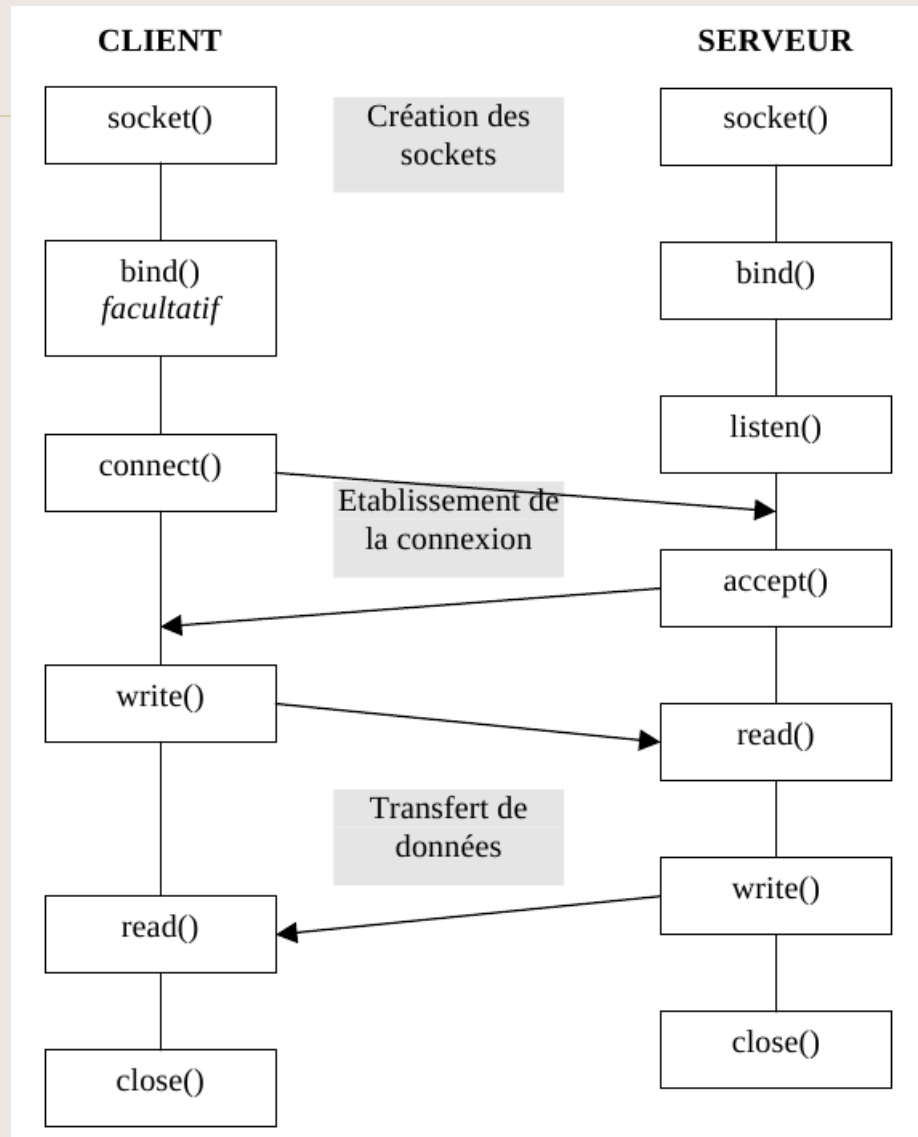 CLIENT
SERVEUR
socket()
Création des
sockets
socket()
bind()
facultatif
bind()
listen()
connect()
Etablissement de
la connexion
accept()
write()
read()
Transfert de
données
write()
read()
close()
close()